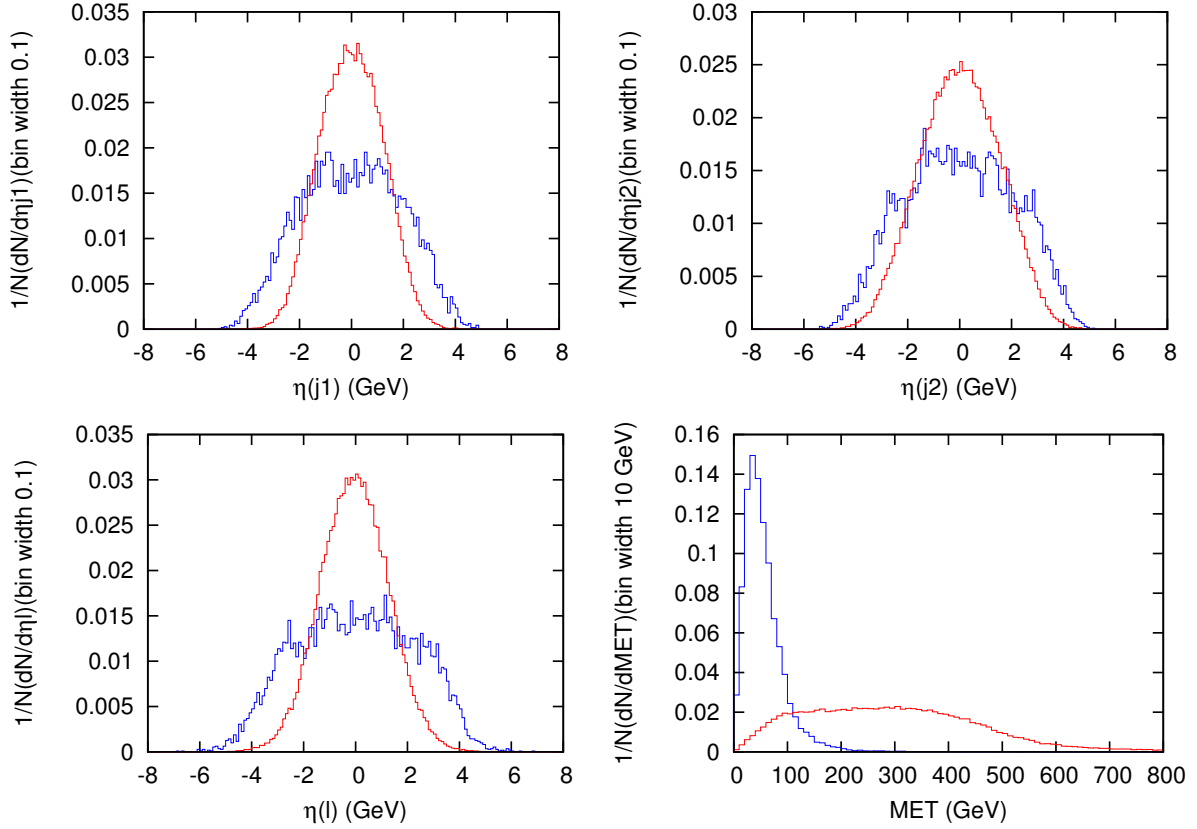 1/N(dN/dηj1)(bin width 0.1)
0.035
0.03
0.025
0.02
0.015
0.01
0.005
0
-8 -6 -4 -2 0 2 4 6 8
η(j1) (GeV)
1/N(dN/dηj2)(bin width 0.1)
0.03
0.025
0.02
0.015
0.01
0.005
0
-8 -6 -4 -2 0 2 4 6 8
η(j2) (GeV)
1/N(dN/dηl)(bin width 0.1)
0.035
0.03
0.025
0.02
0.015
0.01
0.005
0
-8 -6 -4 -2 0 2 4 6 8
η(l) (GeV)
1/N(dN/dMET)(bin width 10 GeV)
0.16
0.14
0.12
0.1
0.08
0.06
0.04
0.02
0
0 100 200 300 400 500 600 700 800
MET (GeV)